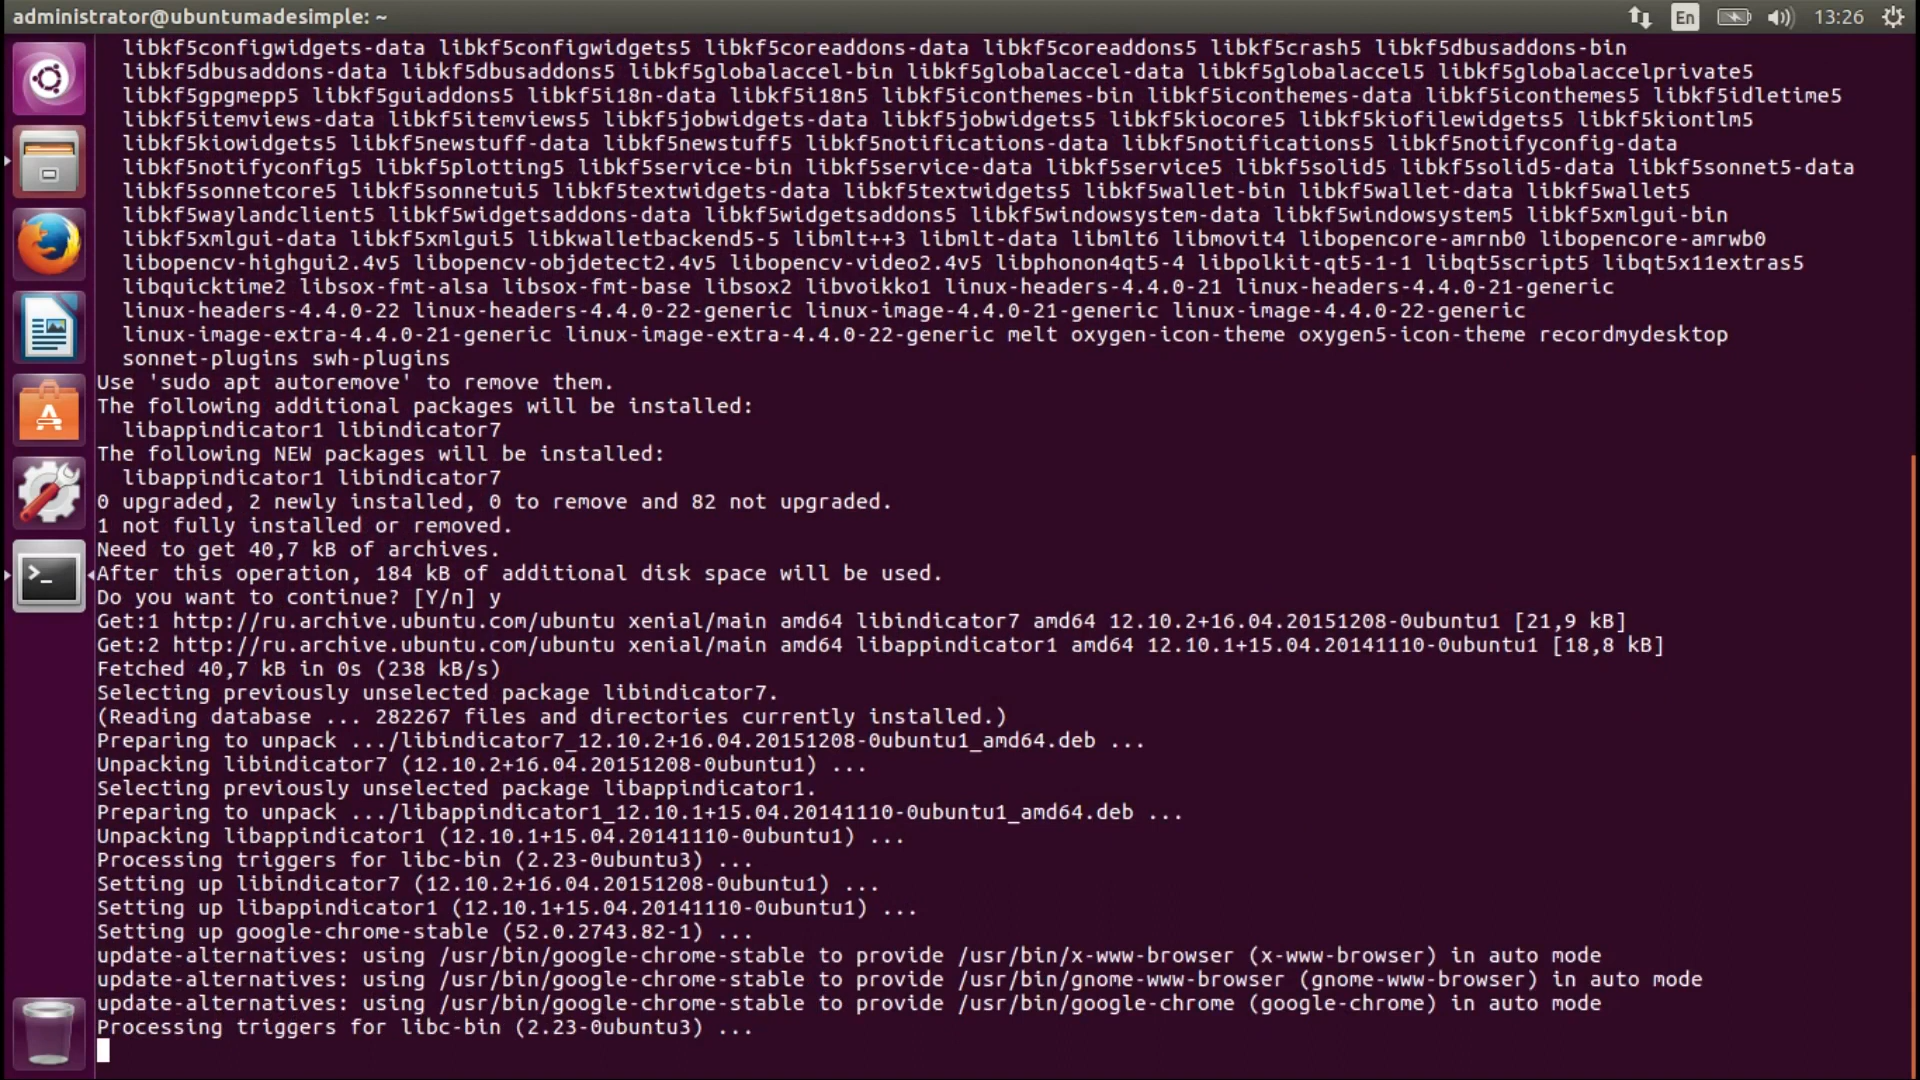 administrator@ubuntumadesimple: ~
En
13:26
libkf5configwidgets-data libkf5configwidgets5 libkf5coreaddons-data libkf5coreaddons5 libkf5crash5 libkf5dbusaddons-bin
libkf5dbusaddons-data libkf5dbusaddons5 libkf5globalaccel-bin libkf5globalaccel-data libkf5globalaccel5 libkf5globalaccelprivate5
libkf5gpgmepp5 libkf5guiaddons5 libkf5i18n-data libkf5i18n5 libkf5iconthemes-bin libkf5iconthemes-data libkf5iconthemes5 libkf5idletime5
libkf5itemviews-data libkf5itemviews5 libkf5jobwidgets-data libkf5jobwidgets5 libkf5kiocore5 libkf5kiofilewidgets5 libkf5kiontlm5
libkf5kiowidgets5 libkf5newstuff-data libkf5newstuff5 libkf5notifications-data libkf5notifications5 libkf5notifyconfig-data
libkf5notifyconfig5 libkf5plotting5 libkf5service-bin libkf5service-data libkf5service5 libkf5solid5 libkf5solid5-data libkf5sonnet5-data
libkf5sonnetcore5 libkf5sonnetui5 libkf5textwidgets-data libkf5textwidgets5 libkf5wallet-bin libkf5wallet-data libkf5wallet5
libkf5waylandclient5 libkf5widgetsaddons-data libkf5widgetsaddons5 libkf5windowsystem-data libkf5windowsystem5 libkf5xmlgui-bin
libkf5xmlgui-data libkf5xmlgui5 libkwalletbackend5-5 libmlt++3 libmlt-data libmlt6 libmovit4 libopencore-amrnb0 libopencore-amrwb0
libopencv-highgui2.4v5 libopencv-objdetect2.4v5 libopencv-video2.4v5 libphonon4qt5-4 libpolkit-qt5-1-1 libqt5script5 libqt5x11extras5
libquicktime2 libsox-fmt-alsa libsox-fmt-base libsox2 libvoikko1 linux-headers-4.4.0-21 linux-headers-4.4.0-21-generic
linux-headers-4.4.0-22 linux-headers-4.4.0-22-generic linux-image-4.4.0-21-generic linux-image-4.4.0-22-generic
linux-image-extra-4.4.0-21-generic linux-image-extra-4.4.0-22-generic melt oxygen-icon-theme oxygen5-icon-theme recordmydesktop
sonnet-plugins swh-plugins
Use 'sudo apt autoremove' to remove them.
The following additional packages will be installed:
libappindicator1 libindicator7
The following NEW packages will be installed:
libappindicator1 libindicator7
0 upgraded, 2 newly installed, 0 to remove and 82 not upgraded.
1 not fully installed or removed.
Need to get 40,7 kB of archives.
After this operation, 184 kB of additional disk space will be used.
Do you want to continue? [Y/n] y
Get:1 http://ru.archive.ubuntu.com/ubuntu xenial/main amd64 libindicator7 amd64 12.10.2+16.04.20151208-0ubuntu1 [21,9 kB]
Get:2 http://ru.archive.ubuntu.com/ubuntu xenial/main amd64 libappindicator1 amd64 12.10.1+15.04.20141110-0ubuntu1 [18,8 kB]
Fetched 40,7 kB in 0s (238 kB/s)
Selecting previously unselected package libindicator7.
(Reading database ... 282267 files and directories currently installed.)
Preparing to unpack .../libindicator7_12.10.2+16.04.20151208-0ubuntu1_amd64.deb ...
Unpacking libindicator7 (12.10.2+16.04.20151208-0ubuntu1) ...
Selecting previously unselected package libappindicator1.
Preparing to unpack .../libappindicator1_12.10.1+15.04.20141110-0ubuntu1_amd64.deb ...
Unpacking libappindicator1 (12.10.1+15.04.20141110-0ubuntu1) ...
Processing triggers for libc-bin (2.23-0ubuntu3) ...
Setting up libindicator7 (12.10.2+16.04.20151208-0ubuntu1) ...
Setting up libappindicator1 (12.10.1+15.04.20141110-0ubuntu1) ...
Setting up google-chrome-stable (52.0.2743.82-1) ...
update-alternatives: using /usr/bin/google-chrome-stable to provide /usr/bin/x-www-browser (x-www-browser) in auto mode
update-alternatives: using /usr/bin/google-chrome-stable to provide /usr/bin/gnome-www-browser (gnome-www-browser) in auto mode
update-alternatives: using /usr/bin/google-chrome-stable to provide /usr/bin/google-chrome (google-chrome) in auto mode
Processing triggers for libc-bin (2.23-0ubuntu3) ...